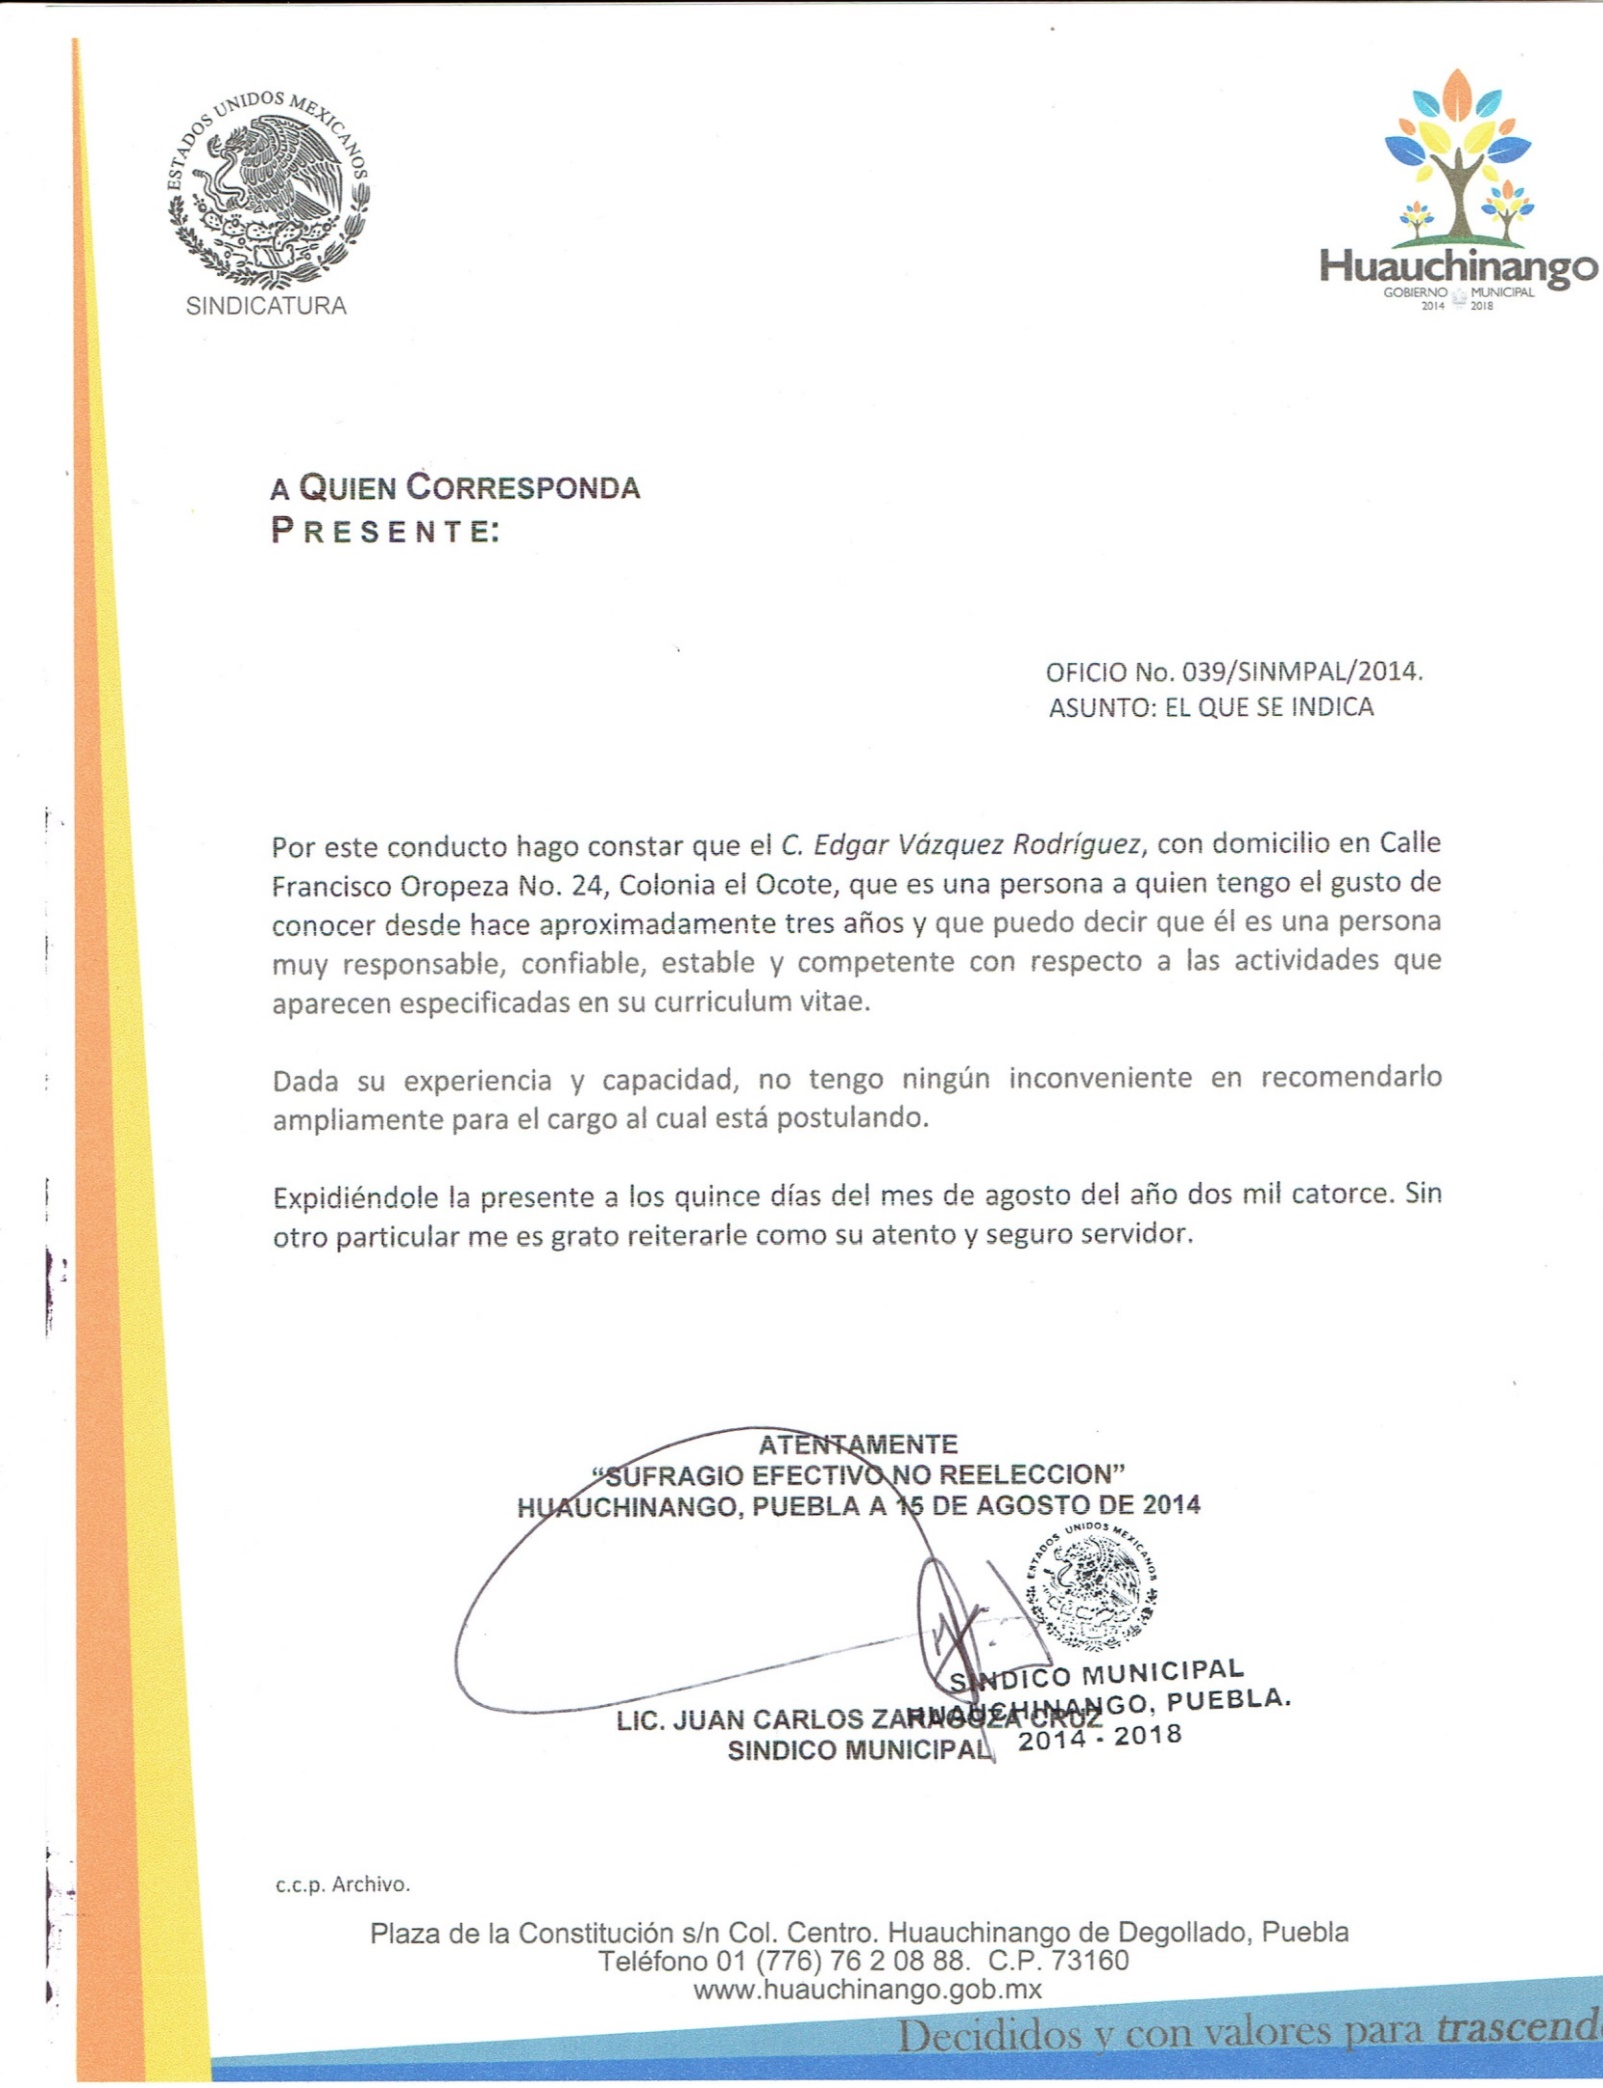 ESTADOS UNIDOS MEXICANOS
SINDICATURA
Huauchinango
GOBIERNO MUNICIPAL
2014 2018
A QUIEN CORRESPONDA
PRESENTE:
OFICIO No. 039/SINMPAL/2014.
ASUNTO: EL QUE SE INDICA
Por este conducto hago constar que el C. Edgar Vázquez Rodríguez, con domicilio en Calle
Francisco Oropeza No. 24, Colonia el Ocote, que es una persona a quien tengo el gusto de
conocer desde hace aproximadamente tres años y que puedo decir que él es una persona
muy responsable, confiable, estable y competente con respecto a las actividades que
aparecen especificadas en su curriculum vitae.
Dada su experiencia y capacidad, no tengo ningún inconveniente en recomendarlo
ampliamente para el cargo al cual está postulando.
Expidiéndole la presente a los quince días del mes de agosto del año dos mil catorce. Sin
otro particular me es grato reiterarle como su atento y seguro servidor.
ATENTAMENTE
“SUFRAGIO EFECTIVO NO REELECCION”
HUAUCHINANGO, PUEBLA A 15 DE AGOSTO DE 2014
ESTADOS UNIDOS MEXICANOS
SINDICO MUNICIPAL
HUAUCHINANGO, PUEBLA.
2014 - 2018
LIC. JUAN CARLOS ZARAGOZA CRUZ
SINDICO MUNICIPAL
c.c.p. Archivo.
Plaza de la Constitución s/n Col. Centro. Huauchinango de Degollado, Puebla
Teléfono 01 (776) 76 2 08 88. C.P. 73160
www.huauchinango.gob.mx
Decididos y con valores para trascend